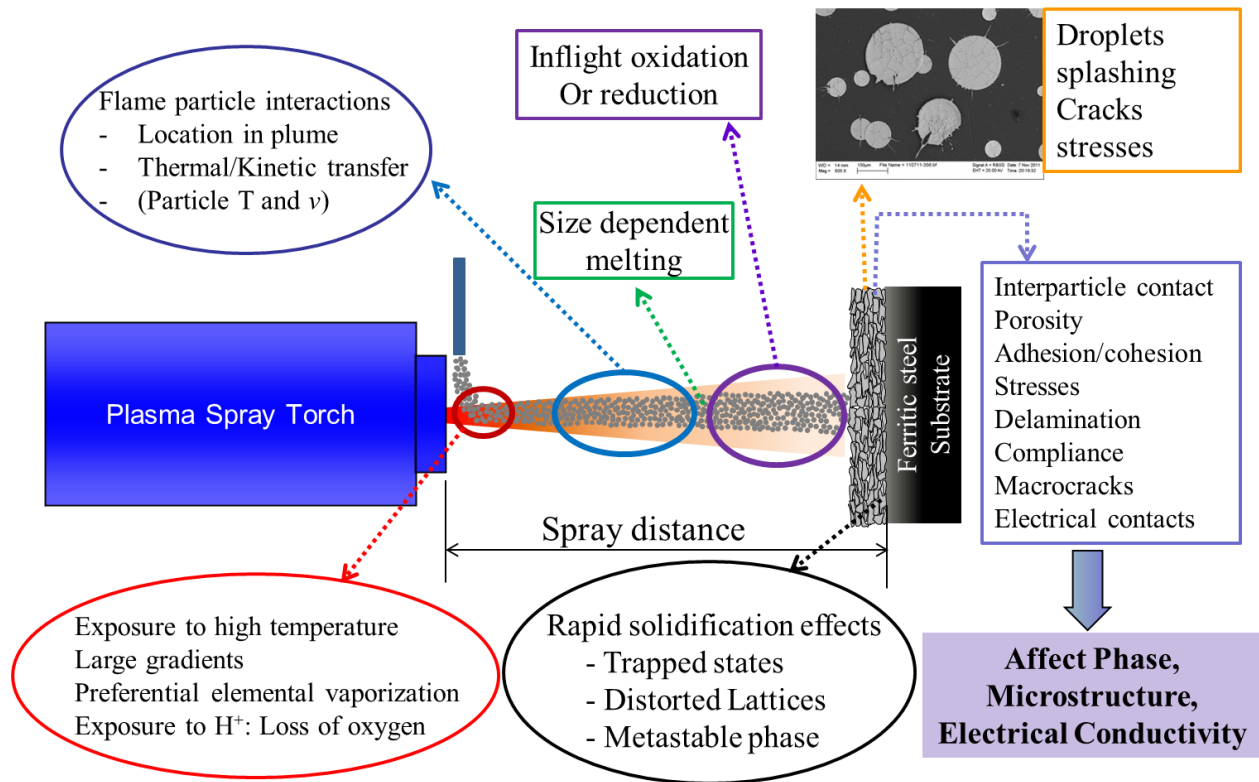 Flame particle interactions
- Location in plume
- Thermal/Kinetic transfer
- (Particle T and v)
Inflight oxidation
Or reduction
Size dependent
melting
Droplets
splashing
Cracks
stresses
Plasma Spray Torch
Ferritic steel
Substrate
Interparticle contact
Porosity
Adhesion/cohesion
Stresses
Delamination
Compliance
Macrocracks
Electrical contacts
Spray distance
Exposure to high temperature
Large gradients
Preferential elemental vaporization
Exposure to H⁺: Loss of oxygen
Rapid solidification effects
- Trapped states
- Distorted Lattices
- Metastable phase
Affect Phase,
Microstructure,
Electrical Conductivity